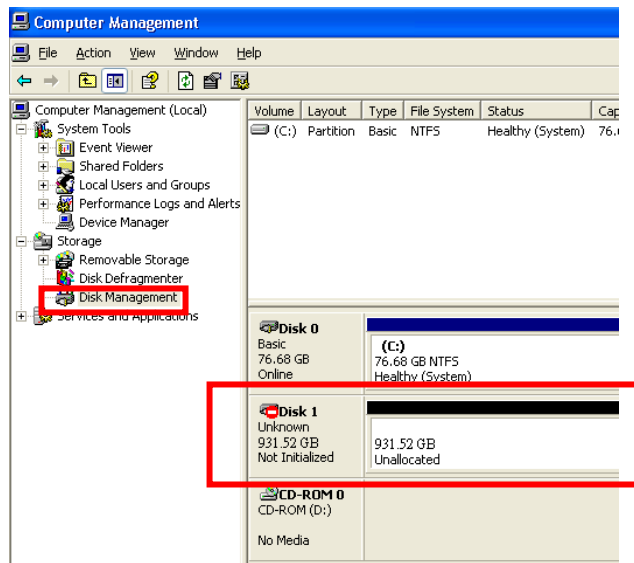 Computer Management
File Action View Window Help
Computer Management (Local)
System Tools
Event Viewer
Shared Folders
Local Users and Groups
Performance Logs and Alerts
Device Manager
Storage
Removable Storage
Disk Defragmenter
Disk Management
Services and Applications
Volume Layout Type File System Status Cap
(C:) Partition Basic NTFS Healthy (System) 76.
Disk 0
Basic
76.68 GB
Online
(C:)
76.68 GB NTFS
Healthy (System)
Disk 1
Unknown
931.52 GB
Not Initialized
931.52 GB
Unallocated
CD-ROM 0
CD-ROM (D:)
No Media